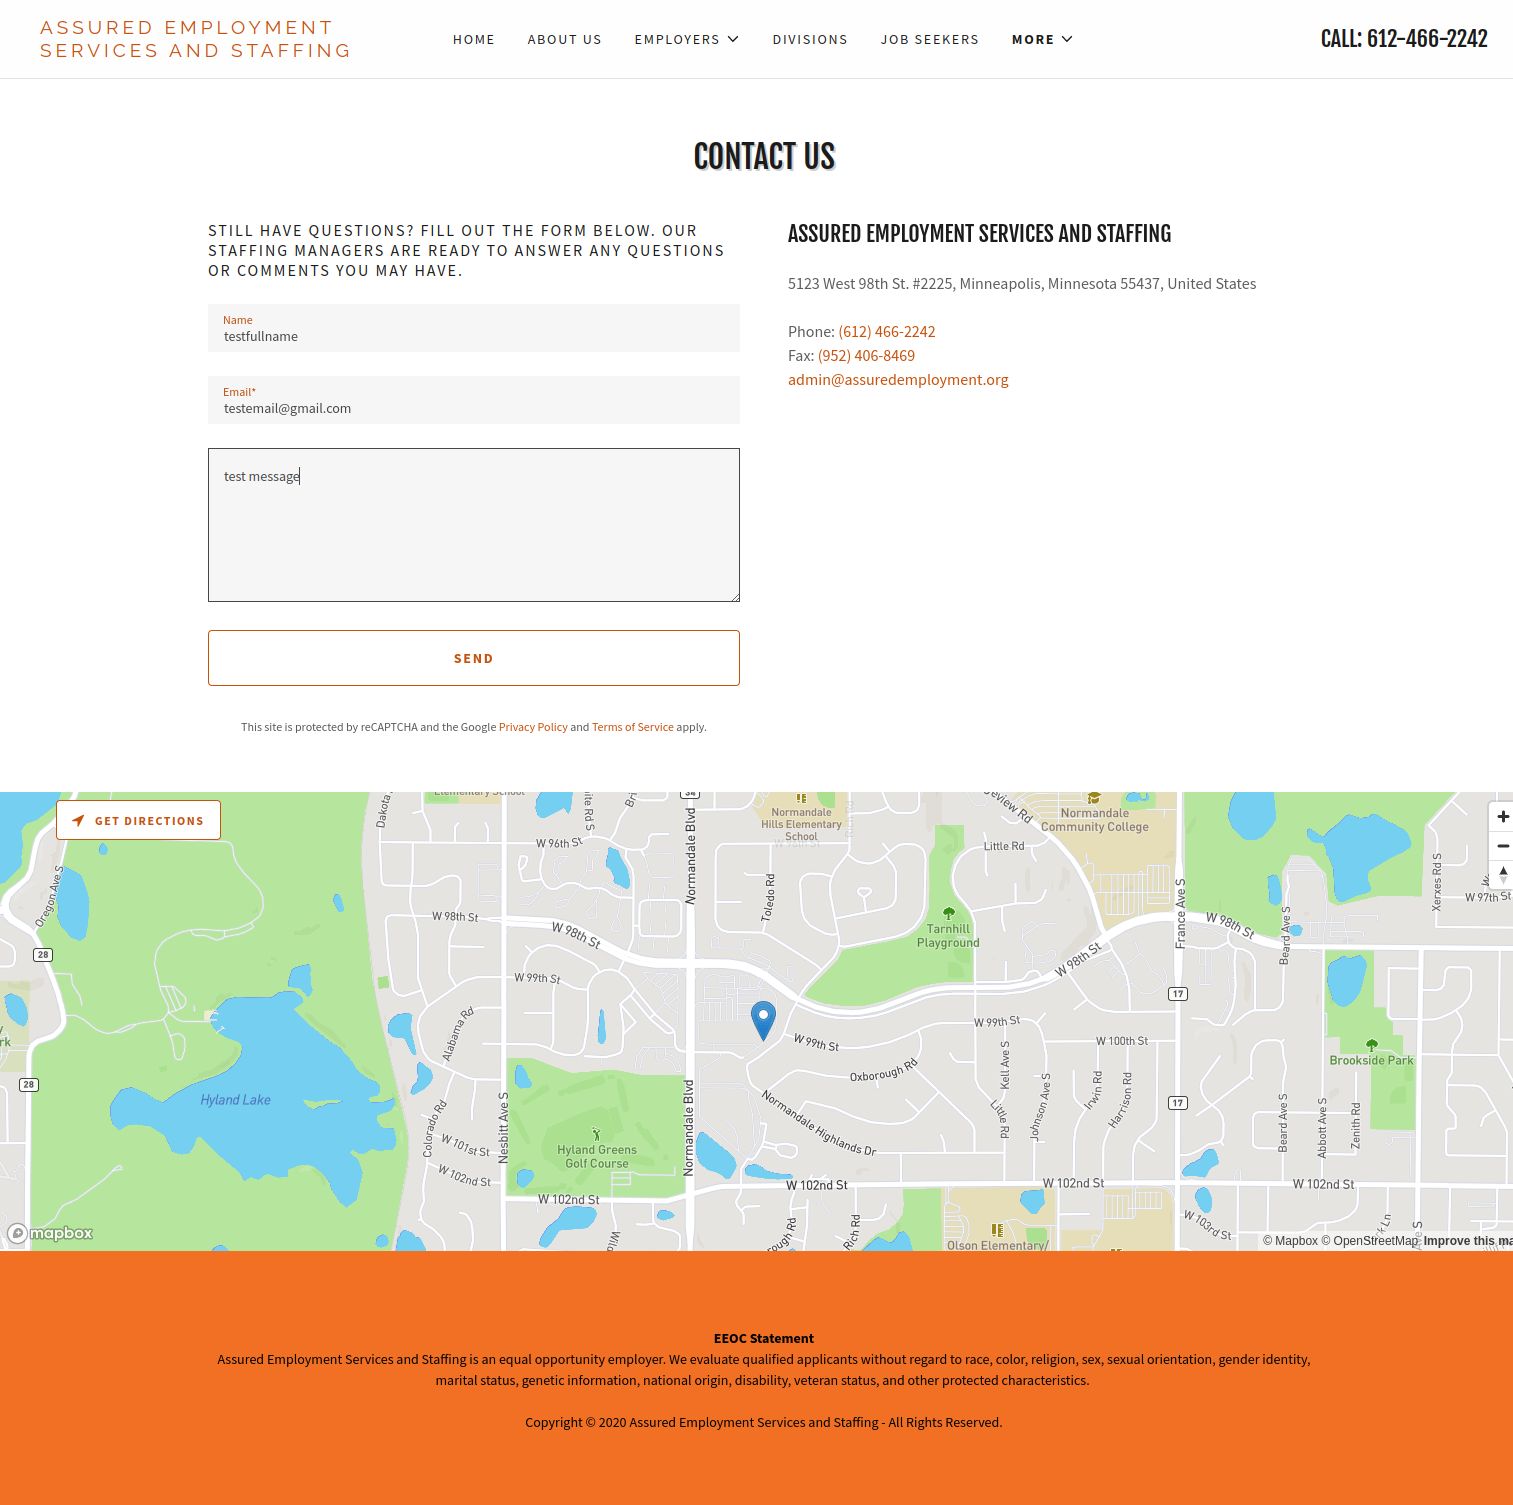 ASSURED EMPLOYMENT
SERVICES AND STAFFING
HOME
ABOUT US
EMPLOYERS
DIVISIONS
JOB SEEKERS
MORE
CALL: 612-466-2242
CONTACT US
STILL HAVE QUESTIONS? FILL OUT THE FORM BELOW. OUR
STAFFING MANAGERS ARE READY TO ANSWER ANY QUESTIONS
OR COMMENTS YOU MAY HAVE.
Name
testfullname
Email*
testemail@gmail.com
test message
SEND
This site is protected by reCAPTCHA and the Google Privacy Policy and Terms of Service apply.
ASSURED EMPLOYMENT SERVICES AND STAFFING
5123 West 98th St. #2225, Minneapolis, Minnesota 55437, United States
Phone: (612) 466-2242
Fax: (952) 406-8469
admin@assuredemployment.org
GET DIRECTIONS
Elementary School
Normandale Blvd
Normandale
Hills Elementary
School
Normandale
Community College
W 96th St
W 98th St
Little Rd
Xerxes Rd S
W 97th St
Oregon Ave S
Toledo Rd
France Ave S
W 98th St
W 98th St
Tarnhill
Playground
W 98th St
W 98th St
Beard Ave S
28
W 99th St
17
W 99th St
Alabama Rd
W 99th St
Kell Ave S
W 100th St
Brookside Park
28
Hyland Lake
Oxborough Rd
Johnson Ave S
Irwin Rd
Harrison Rd
17
Colorado Rd
Nesbitt Ave S
Normandale Blvd
Normandale Highlands Dr
Little Rd
Beard Ave S
Abbott Ave S
Zenith Rd
W 101st St
Hyland Greens
Golf Course
W 102nd St
W 102nd St
W 102nd St
W 102nd St
W 102nd St
W 103rd St
Rich Rd
Olson Elementary/
mapbox
© Mapbox © OpenStreetMap Improve this
EEOC Statement
Assured Employment Services and Staffing is an equal opportunity employer. We evaluate qualified applicants without regard to race, color, religion, sex, sexual orientation, gender identity,
marital status, genetic information, national origin, disability, veteran status, and other protected characteristics.
Copyright © 2020 Assured Employment Services and Staffing - All Rights Reserved.